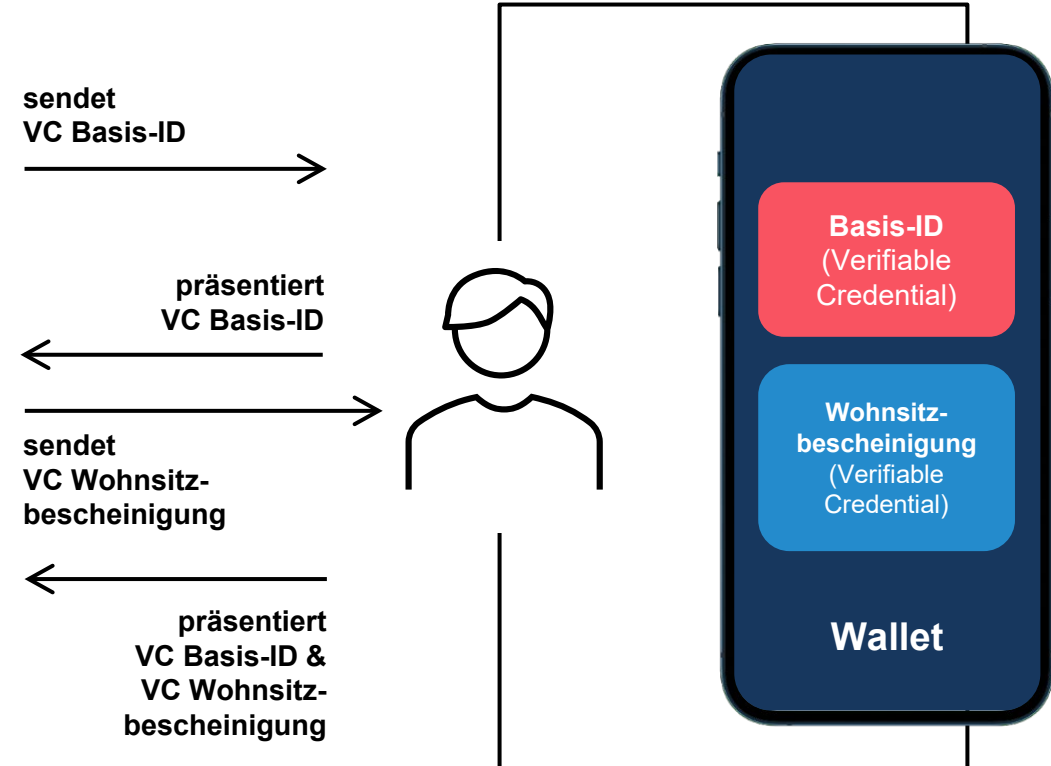 sendet
VC Basis-ID
präsentiert
VC Basis-ID
sendet
VC Wohnsitz-
bescheinigung
präsentiert
VC Basis-ID &
VC Wohnsitz-
bescheinigung
Basis-ID
(Verifiable
Credential)
Wohnsitz-
bescheinigung
(Verifiable
Credential)
Wallet